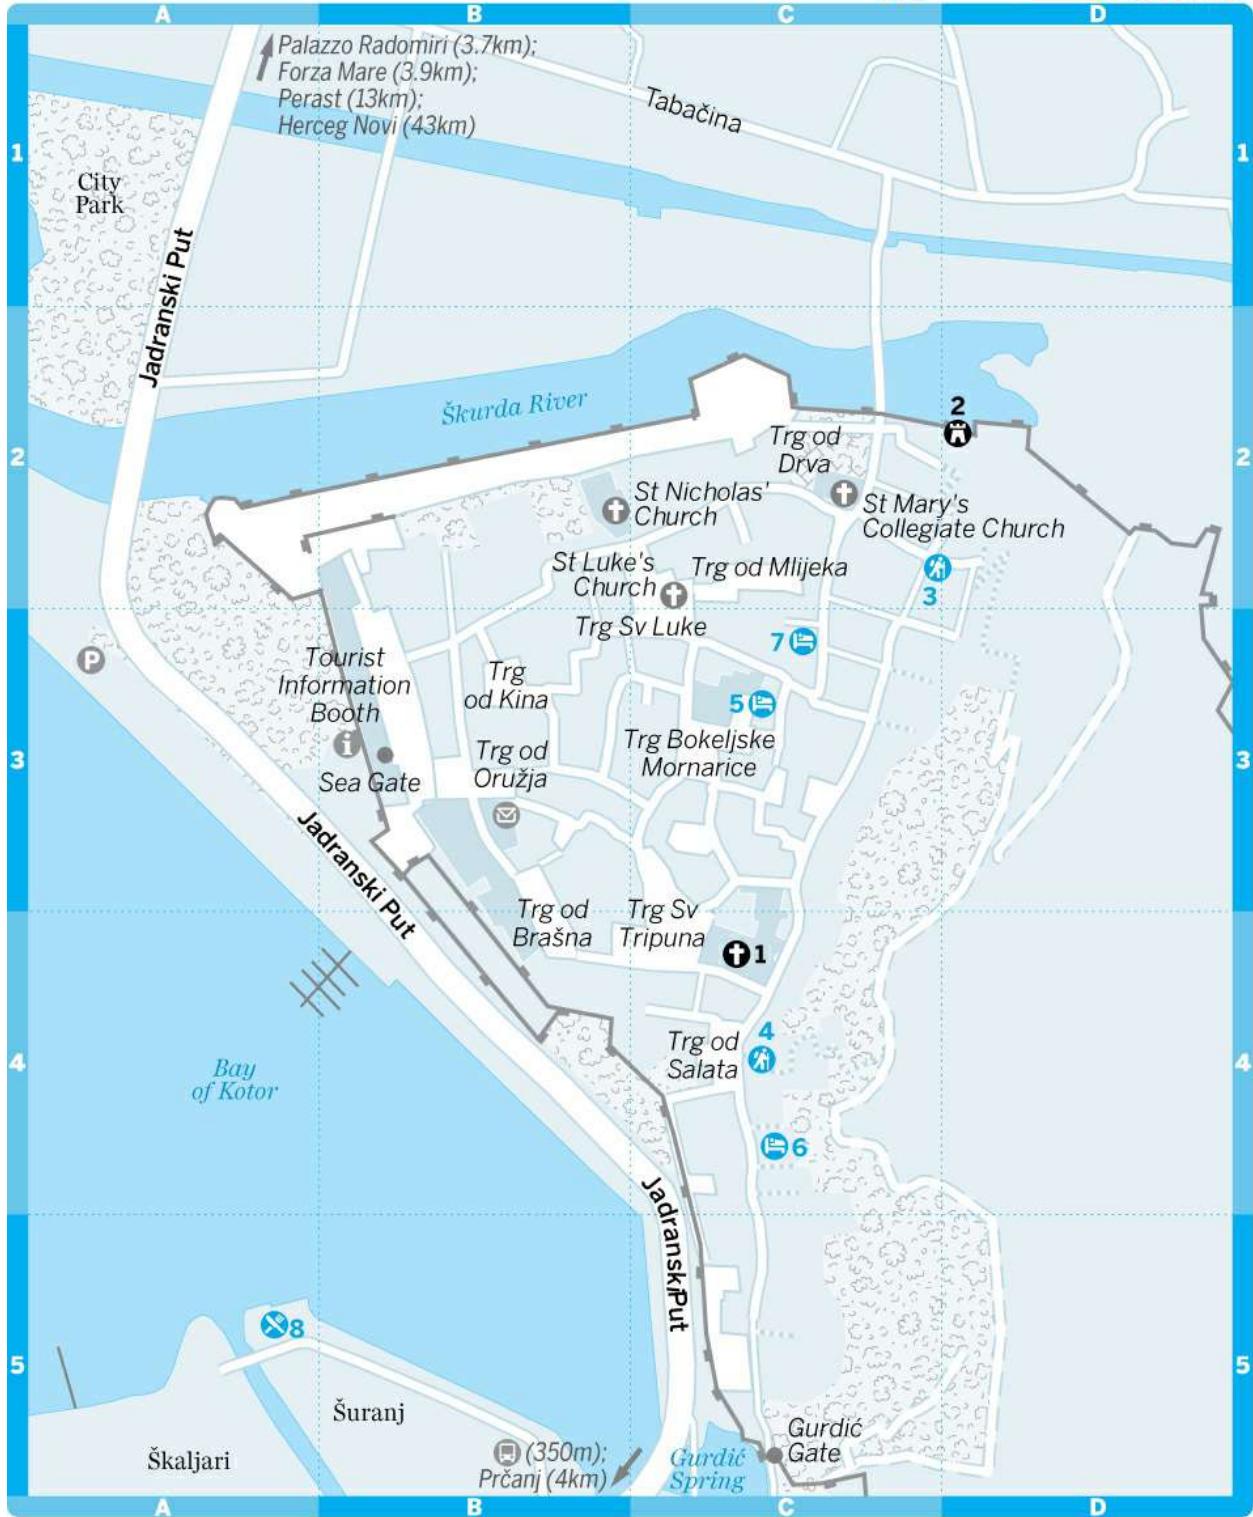 A B C D
Palazzo Radomiri (3.7km);
Forza Mare (3.9km);
Perast (13km);
Herceg Novi (43km)
Tabačina
1 1
City
Park
Jadranski Put
Škurda River
2
Trg od
Drva
2 2
St Nicholas'
Church
St Mary's
Collegiate Church
St Luke's
Church
Trg od Mlijeka
3
Trg Sv Luke
7
Tourist
Information
Booth
P
Trg
od Kina
5
i
Sea Gate
Trg od
Oružja
Trg Bokeljske
Mornarice
3 3
Jadranski Put
Trg od
Brašna
Trg Sv
Tripuna
1
4
Trg od
Salata
4 4
Bay
of Kotor
6
Jadranski Put
8
5 5
Šuranj
Škaljari
(350m);
Prčanj (4km)
Gurdić
Spring
Gurdić
Gate
A B C D